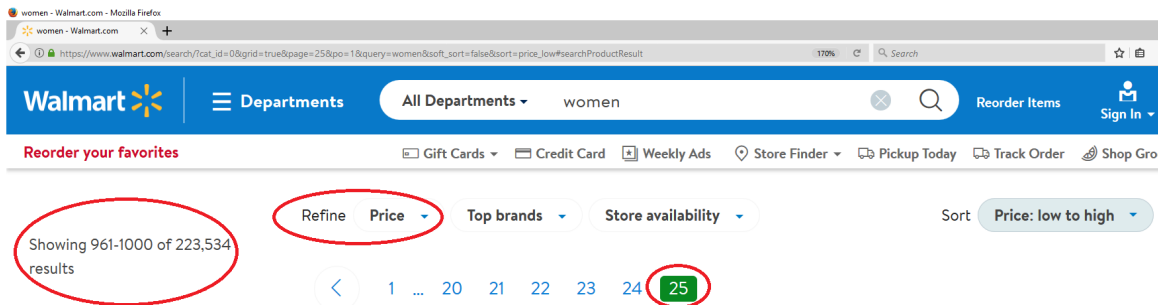 women - Walmart.com - Mozilla Firefox
women - Walmart.com
https://www.walmart.com/search/?cat_id=0&grid=true&page=25&po=1&query=women&soft_sort=false&sort=price_low#searchProductResult 170% Search
Walmart Departments All Departments women Reorder Items Sign In
Reorder your favorites Gift Cards Credit Card Weekly Ads Store Finder Pickup Today Track Order Shop Gro
Refine Price Top brands Store availability Sort Price: low to high
Showing 961-1000 of 223,534
results
1 ... 20 21 22 23 24 25